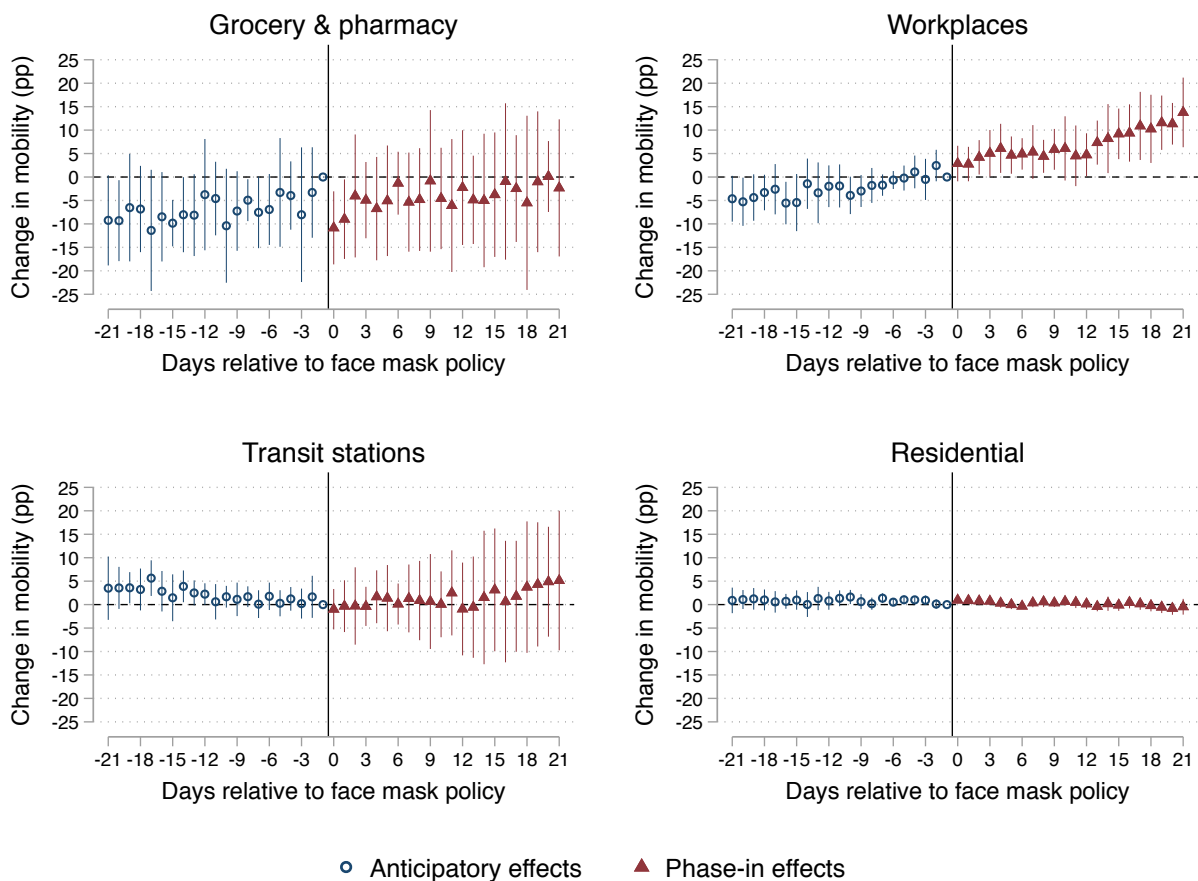 Grocery & pharmacy
Change in mobility (pp)
25
20
15
10
5
0
-5
-10
-15
-20
-25
-21 -18 -15 -12 -9 -6 -3 0 3 6 9 12 15 18 21
Days relative to face mask policy
Workplaces
Change in mobility (pp)
25
20
15
10
5
0
-5
-10
-15
-20
-25
-21 -18 -15 -12 -9 -6 -3 0 3 6 9 12 15 18 21
Days relative to face mask policy
Transit stations
Change in mobility (pp)
25
20
15
10
5
0
-5
-10
-15
-20
-25
-21 -18 -15 -12 -9 -6 -3 0 3 6 9 12 15 18 21
Days relative to face mask policy
Residential
Change in mobility (pp)
25
20
15
10
5
0
-5
-10
-15
-20
-25
-21 -18 -15 -12 -9 -6 -3 0 3 6 9 12 15 18 21
Days relative to face mask policy
Anticipatory effects
Phase-in effects